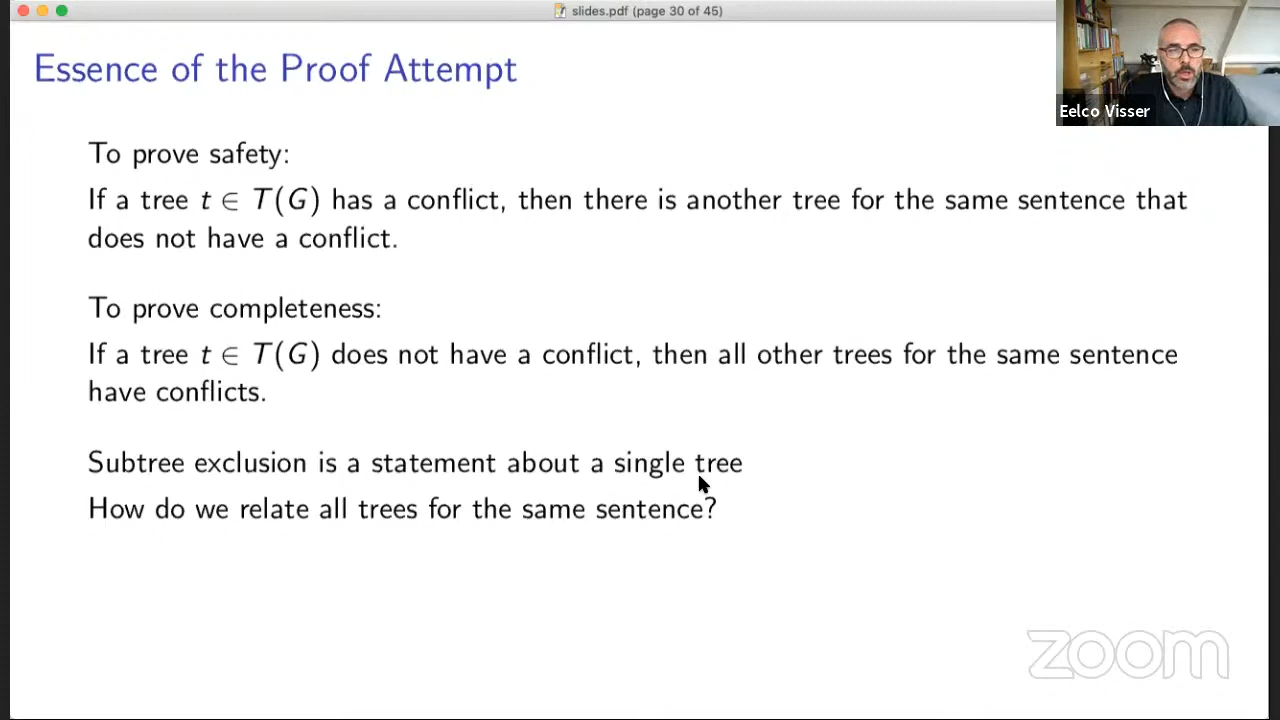 slides.pdf (page 30 of 45)
Essence of the Proof Attempt
Eelco Visser
To prove safety:
If a tree t ∈ T(G) has a conflict, then there is another tree for the same sentence that
does not have a conflict.
To prove completeness:
If a tree t ∈ T(G) does not have a conflict, then all other trees for the same sentence
have conflicts.
Subtree exclusion is a statement about a single tree
How do we relate all trees for the same sentence?
zoom